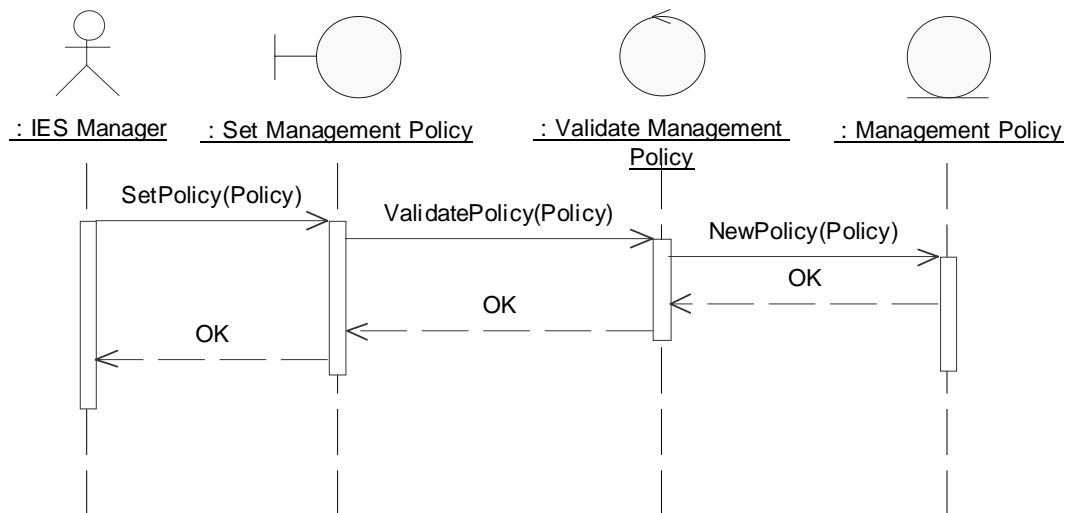 : IES Manager
: Set Management Policy
: Validate Management
Policy
: Management Policy
SetPolicy(Policy)
ValidatePolicy(Policy)
NewPolicy(Policy)
OK
OK
OK